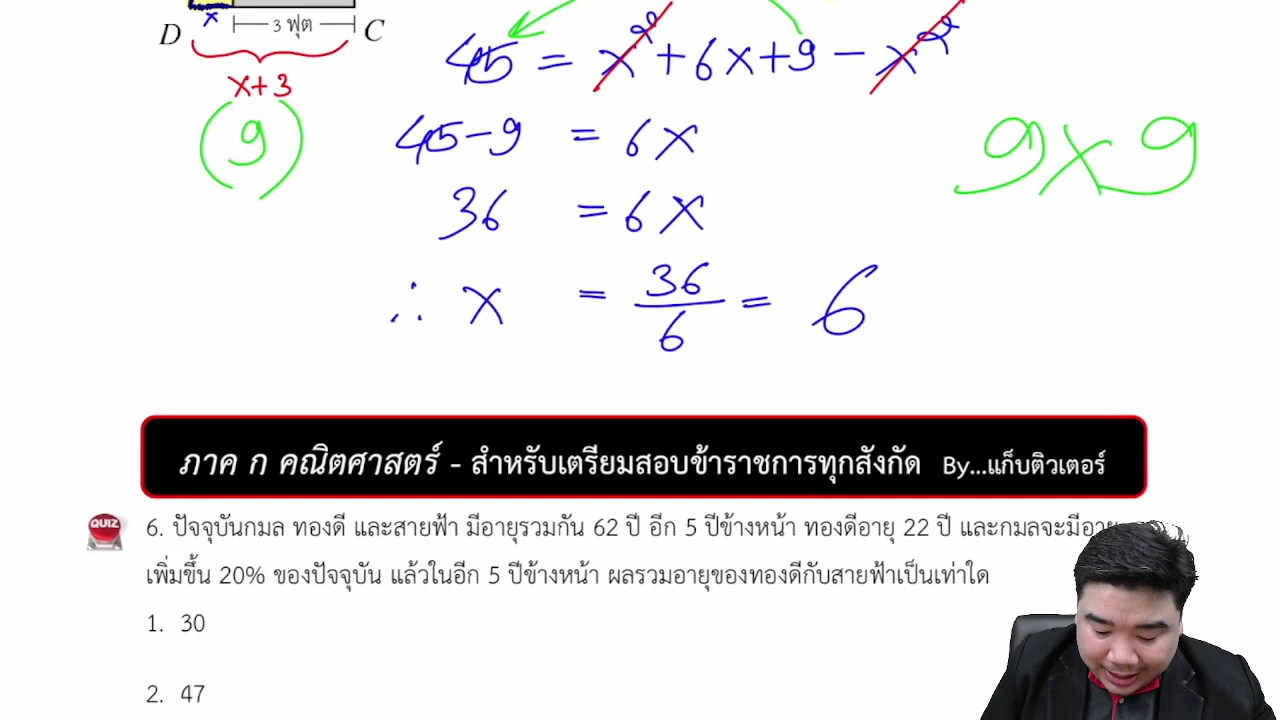 x
3 ฟุต
D C
x+3
(9)
45 = x² + 6x + 9 - x²
45 - 9 = 6x
36 = 6x
∴ x = 36/6 = 6
9x9
ภาค ก คณิตศาสตร์ - สำหรับเตรียมสอบข้าราชการทุกสังกัด By...แก็บติวเตอร์
QUIZ
6. ปัจจุบันกมล ทองดี และสายฟ้า มีอายุรวมกัน 62 ปี อีก 5 ปีข้างหน้า ทองดีอายุ 22 ปี และกมลจะมีอายุ
เพิ่มขึ้น 20% ของปัจจุบัน แล้วในอีก 5 ปีข้างหน้า ผลรวมอายุของทองดีกับสายฟ้าเป็นเท่าใด
1. 30
2. 47